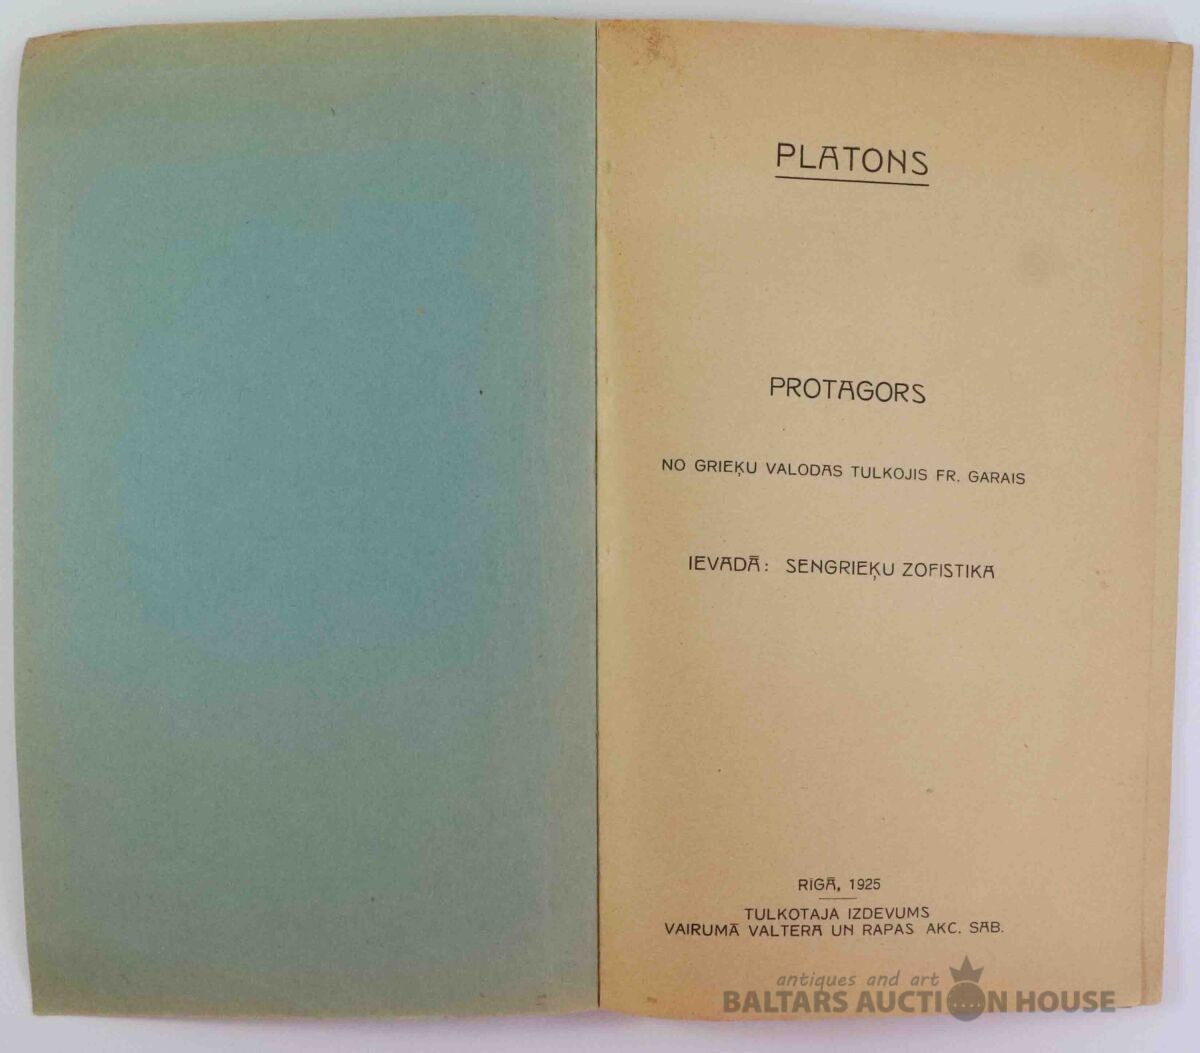 PLATONS
PROTAGORS
NO GRIEĶU VALODAS TULKOJIS FR. GARAIS
IEVADĀ: SENGRIEĶU ZOFISTIKA
RĪGĀ, 1925
TULKOTAJA IZDEVUMS
VAIRUMĀ VALTERA UN RAPAS AKC. SAB.
antiques and art
BALTARS AUCTION HOUSE